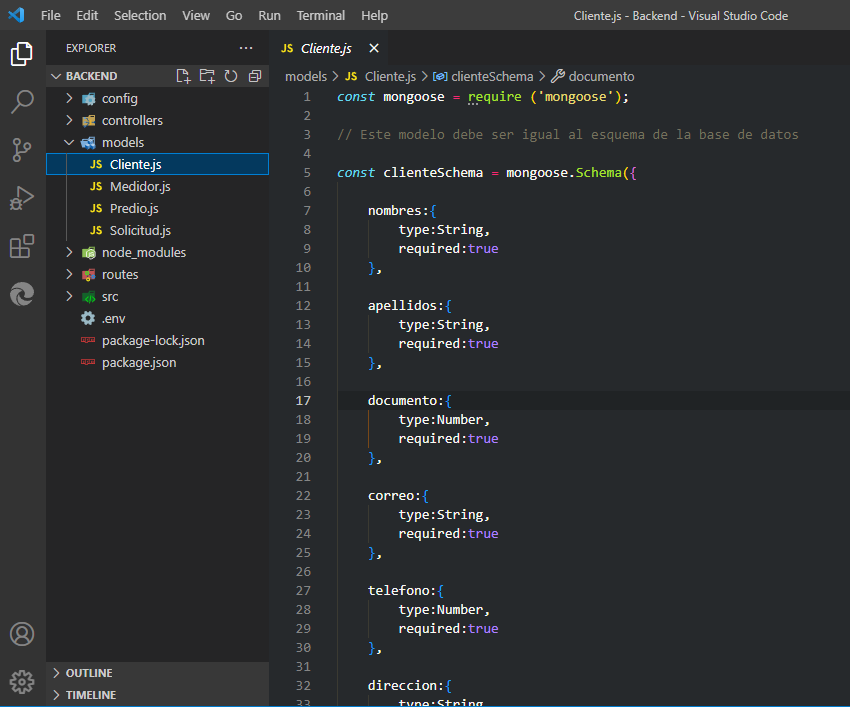 File Edit Selection View Go Run Terminal Help Cliente.js - Backend - Visual Studio Code
EXPLORER ...
BACKEND
config
controllers
models
JS Cliente.js
JS Medidor.js
JS Predio.js
JS Solicitud.js
node_modules
routes
src
.env
package-lock.json
package.json
OUTLINE
TIMELINE
JS Cliente.js
models > JS Cliente.js > clienteSchema > documento
1 const mongoose = require ('mongoose');
2
3 // Este modelo debe ser igual al esquema de la base de datos
4
5 const clienteSchema = mongoose.Schema({
6
7 nombres:{
8 type:String,
9 required:true
10 },
11
12 apellidos:{
13 type:String,
14 required:true
15 },
16
17 documento:{
18 type:Number,
19 required:true
20 },
21
22 correo:{
23 type:String,
24 required:true
25 },
26
27 telefono:{
28 type:Number,
29 required:true
30 },
31
32 direccion:{
33 type:String